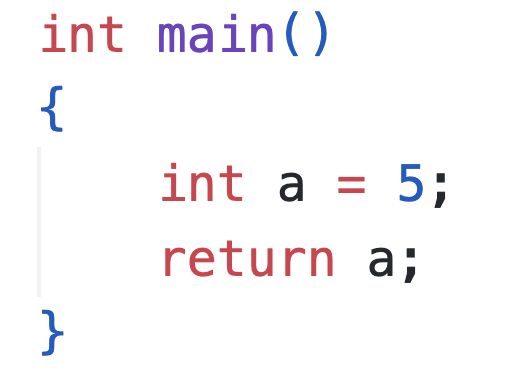 int main()
{
    int a = 5;
    return a;
}